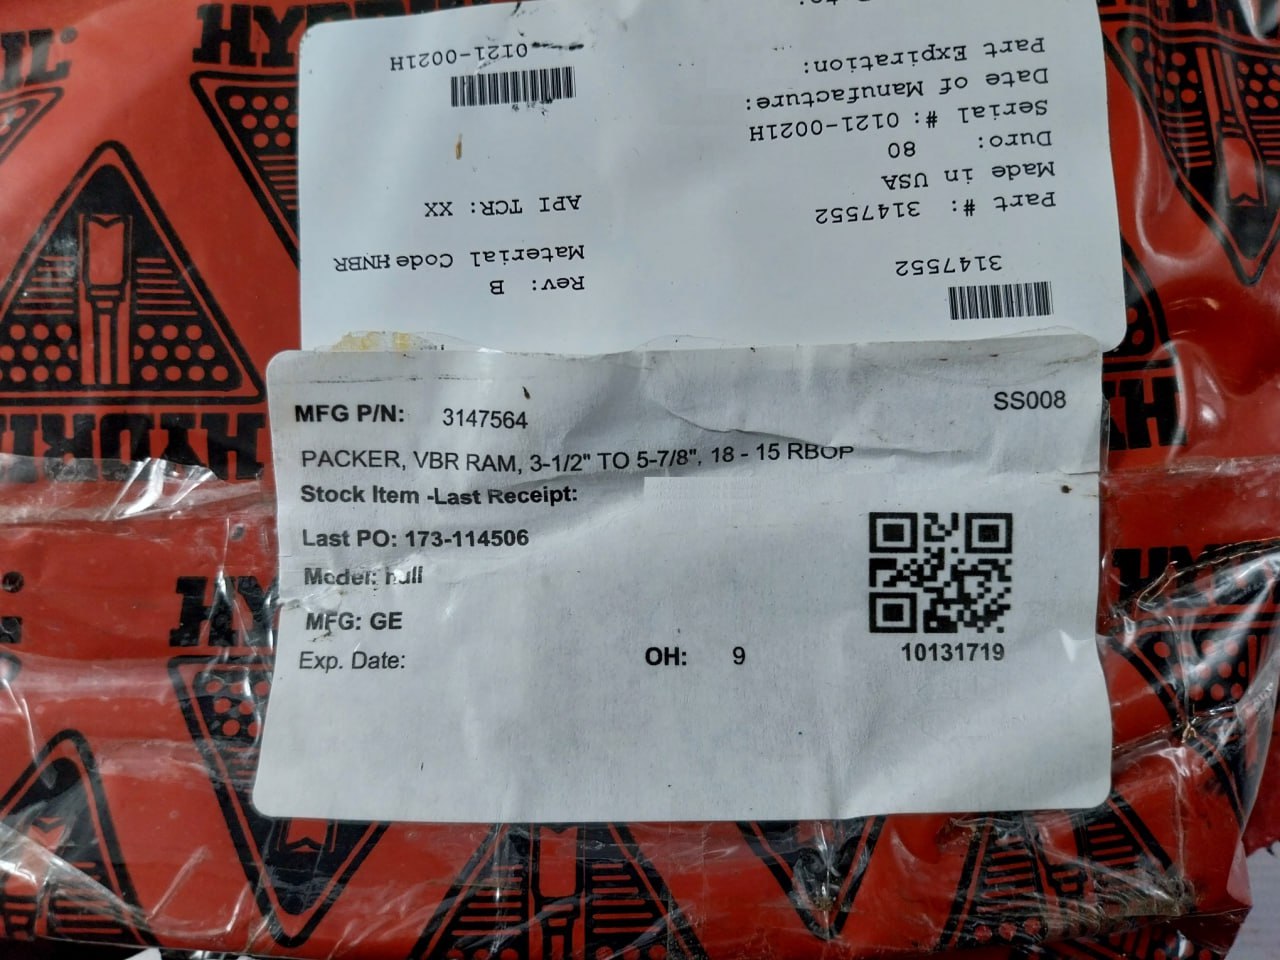 HYDRIL
0121-0021H
Part Expiration:
Date of Manufacture:
Serial #: 0121-0021H
Duro: 80
Made in USA
Part #: 3147552
API TCR: XX
Material Code HNBR
Rev: B
3147552
MFG P/N: 3147564
SS008
PACKER, VBR RAM, 3-1/2" TO 5-7/8", 18 - 15 RBOP
Stock Item -Last Receipt:
Last PO: 173-114506
Model: null
MFG: GE
Exp. Date:
OH: 9
10131719